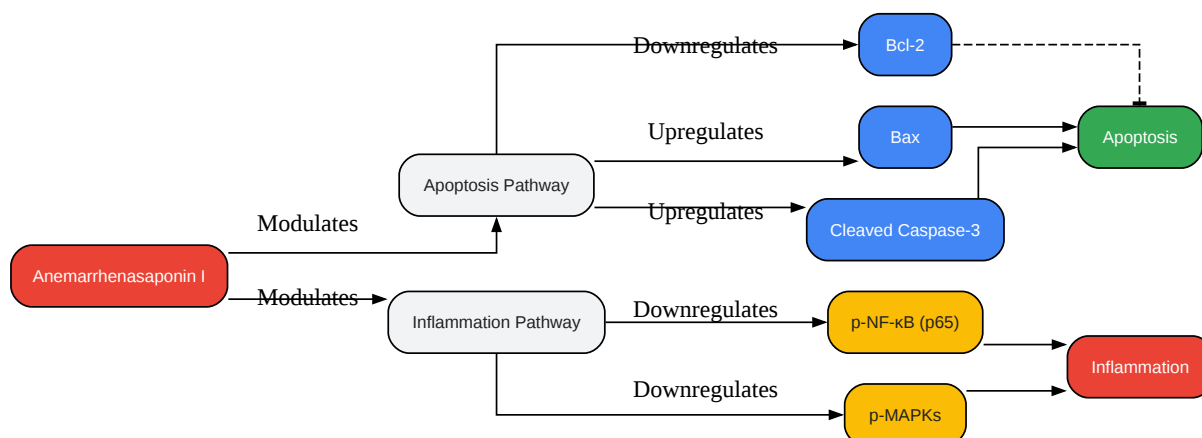 Downregulates
Bcl-2
Upregulates
Bax
Apoptosis
Apoptosis Pathway
Upregulates
Cleaved Caspase-3
Modulates
Anemarrhenasaponin I
Modulates
Inflammation Pathway
Downregulates
p-NF-κB (p65)
Inflammation
Downregulates
p-MAPKs